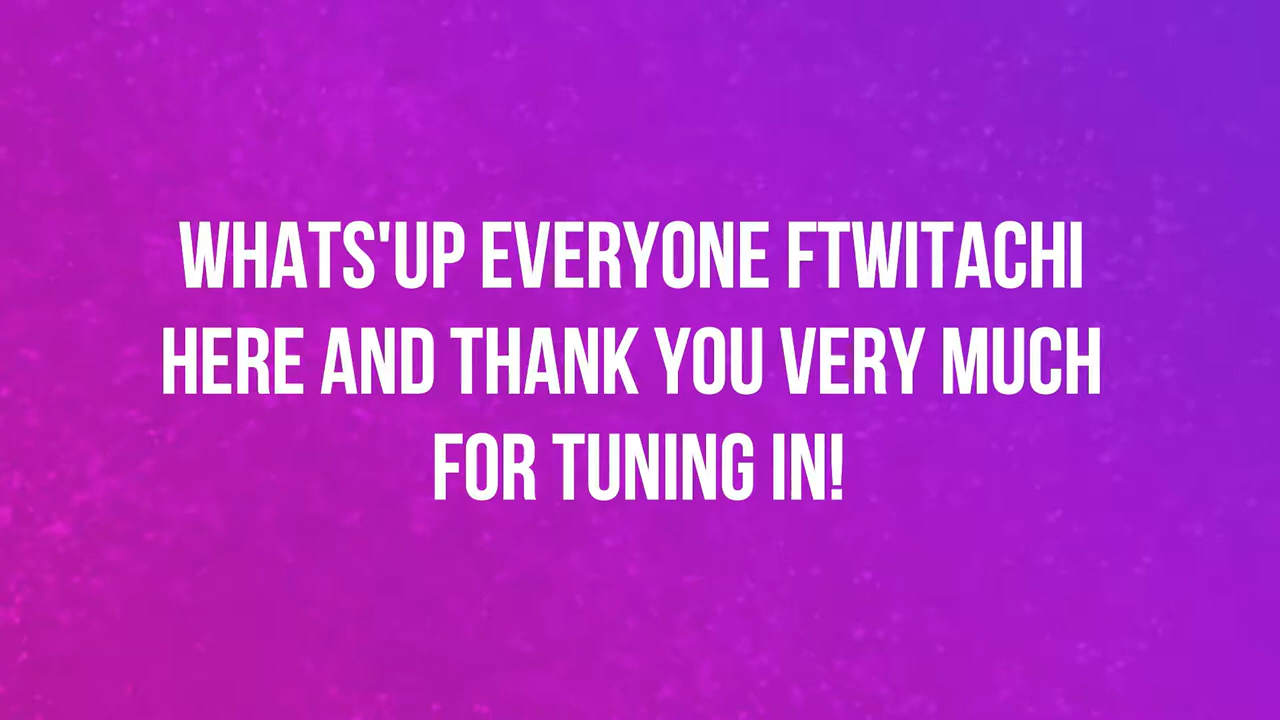 WHATS'UP EVERYONE FTWITACHI
HERE AND THANK YOU VERY MUCH
FOR TUNING IN!